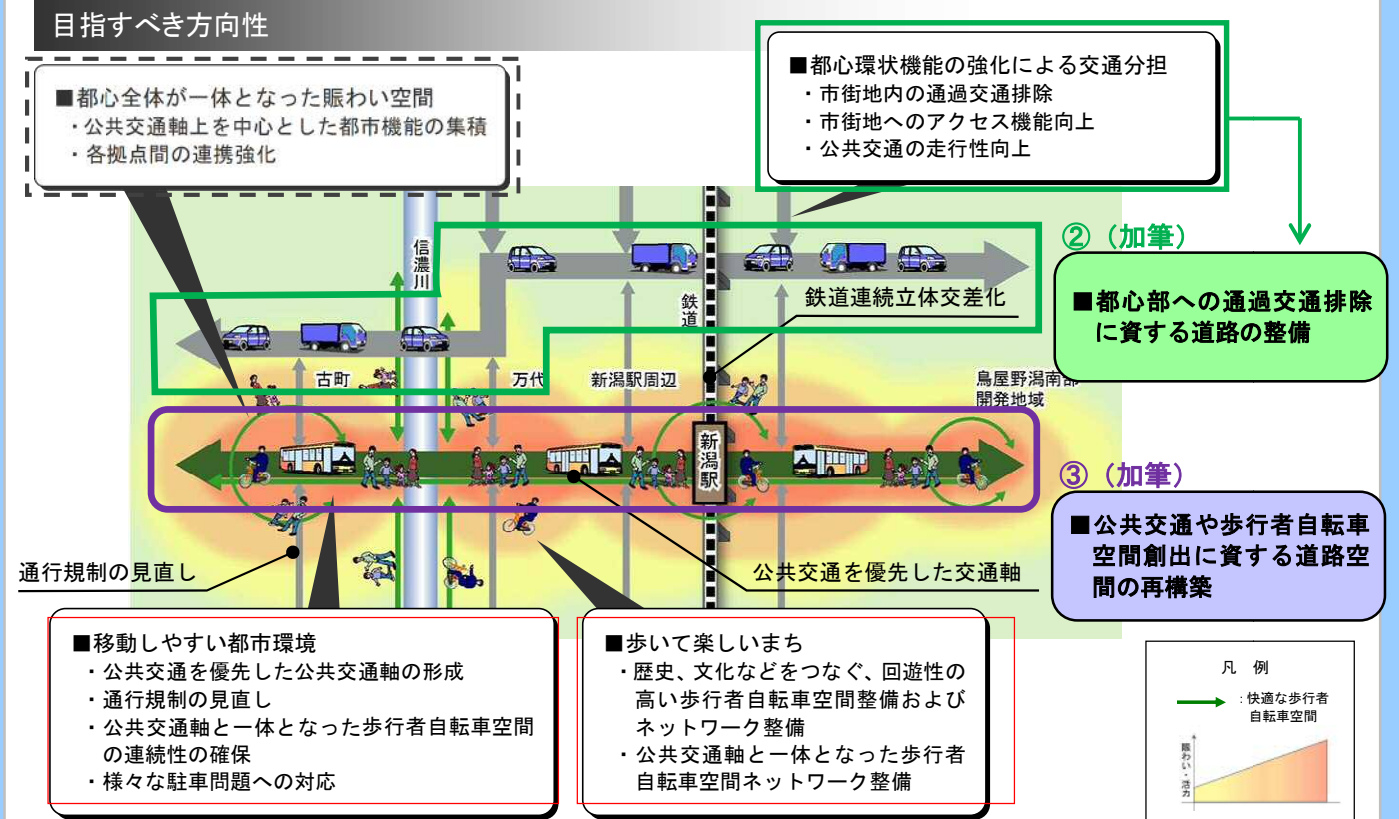 目指すべき方向性
■都心全体が一体となった賑わい空間
・公共交通軸上を中心とした都市機能の集積
・各拠点間の連携強化
■都心環状機能の強化による交通分担
・市街地内の通過交通排除
・市街地へのアクセス機能向上
・公共交通の走行性向上
②（加筆）
■都心部への通過交通排除
に資する道路の整備
信濃川
鉄道
鉄道連続立体交差化
古町
万代
新潟駅周辺
鳥屋野潟南部
開発地域
新潟駅
③（加筆）
■公共交通や歩行者自転車
空間創出に資する道路空
間の再構築
通行規制の見直し
公共交通を優先した交通軸
■移動しやすい都市環境
・公共交通を優先した公共交通軸の形成
・通行規制の見直し
・公共交通軸と一体となった歩行者自転車空間
の連続性の確保
・様々な駐車問題への対応
■歩いて楽しいまち
・歴史、文化などをつなぐ、回遊性の
高い歩行者自転車空間整備および
ネットワーク整備
・公共交通軸と一体となった歩行者
自転車空間ネットワーク整備
凡 例
：快適な歩行者
自転車空間
賑わい・活力